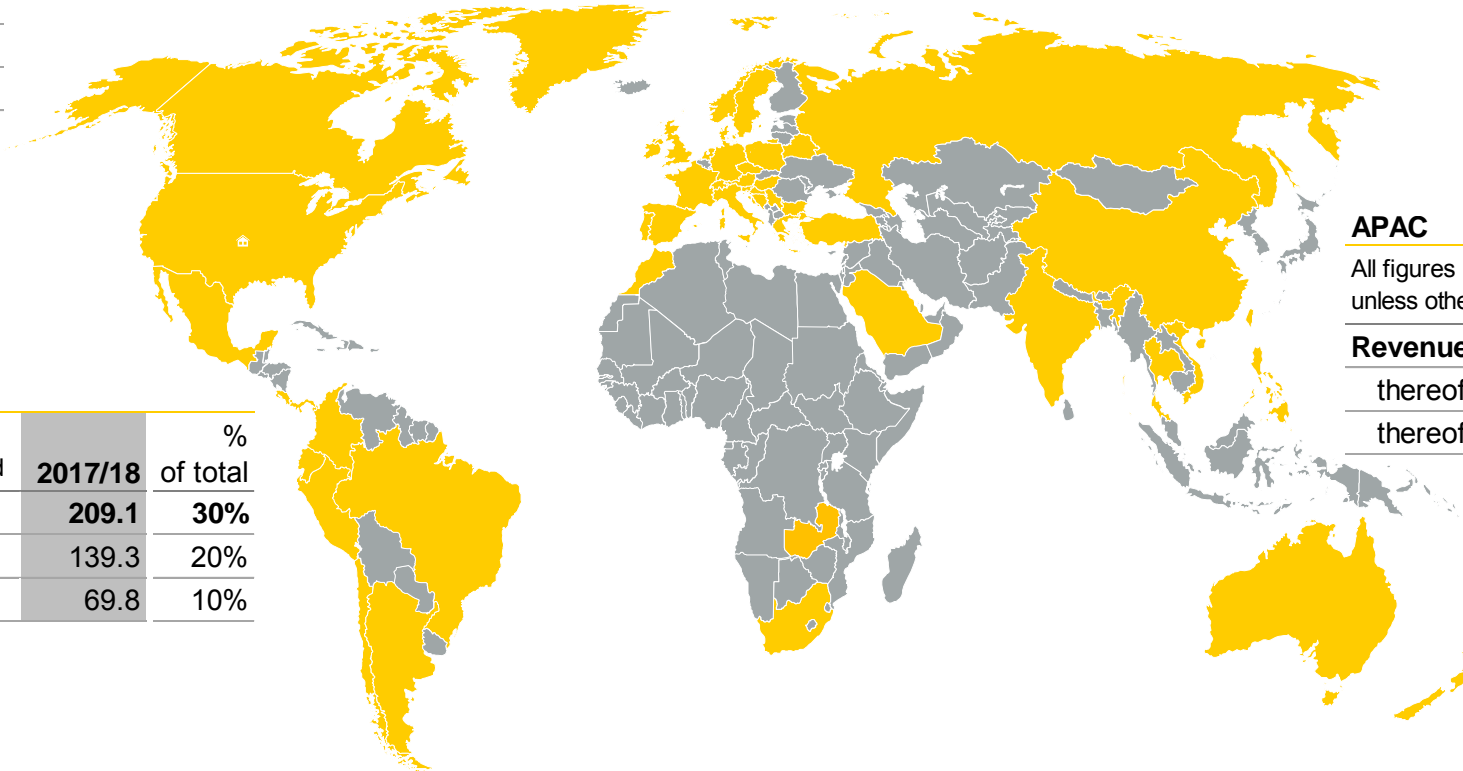 %
2017/18 of total
209.1 30%
139.3 20%
69.8 10%
APAC
All figures
unless othe
Revenue
thereof
thereof